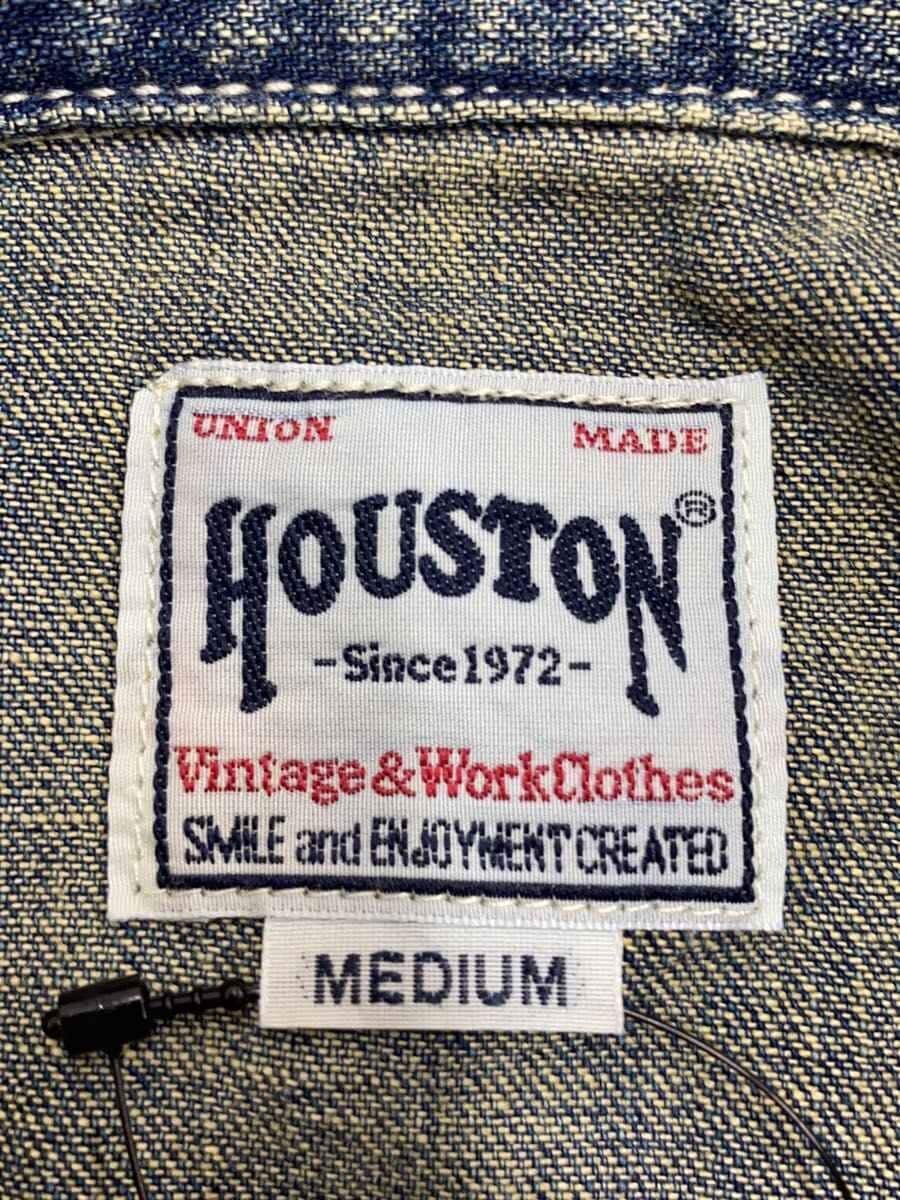 UNION MADE
HOUSTON®
-Since1972-
Vintage&WorkClothes
SMILE and ENJOYMENT CREATED
MEDIUM